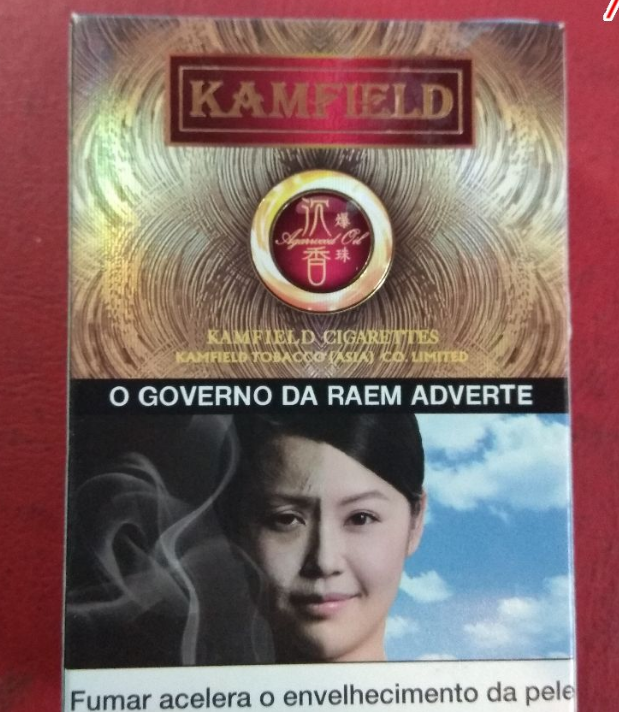 KAMFIELD
沉香
爆珠
Agarwood Oil
KAMFIELD CIGARETTES
KAMFIELD TOBACCO (ASIA) CO. LIMITED
O GOVERNO DA RAEM ADVERTE
Fumar acelera o envelhecimento da pele